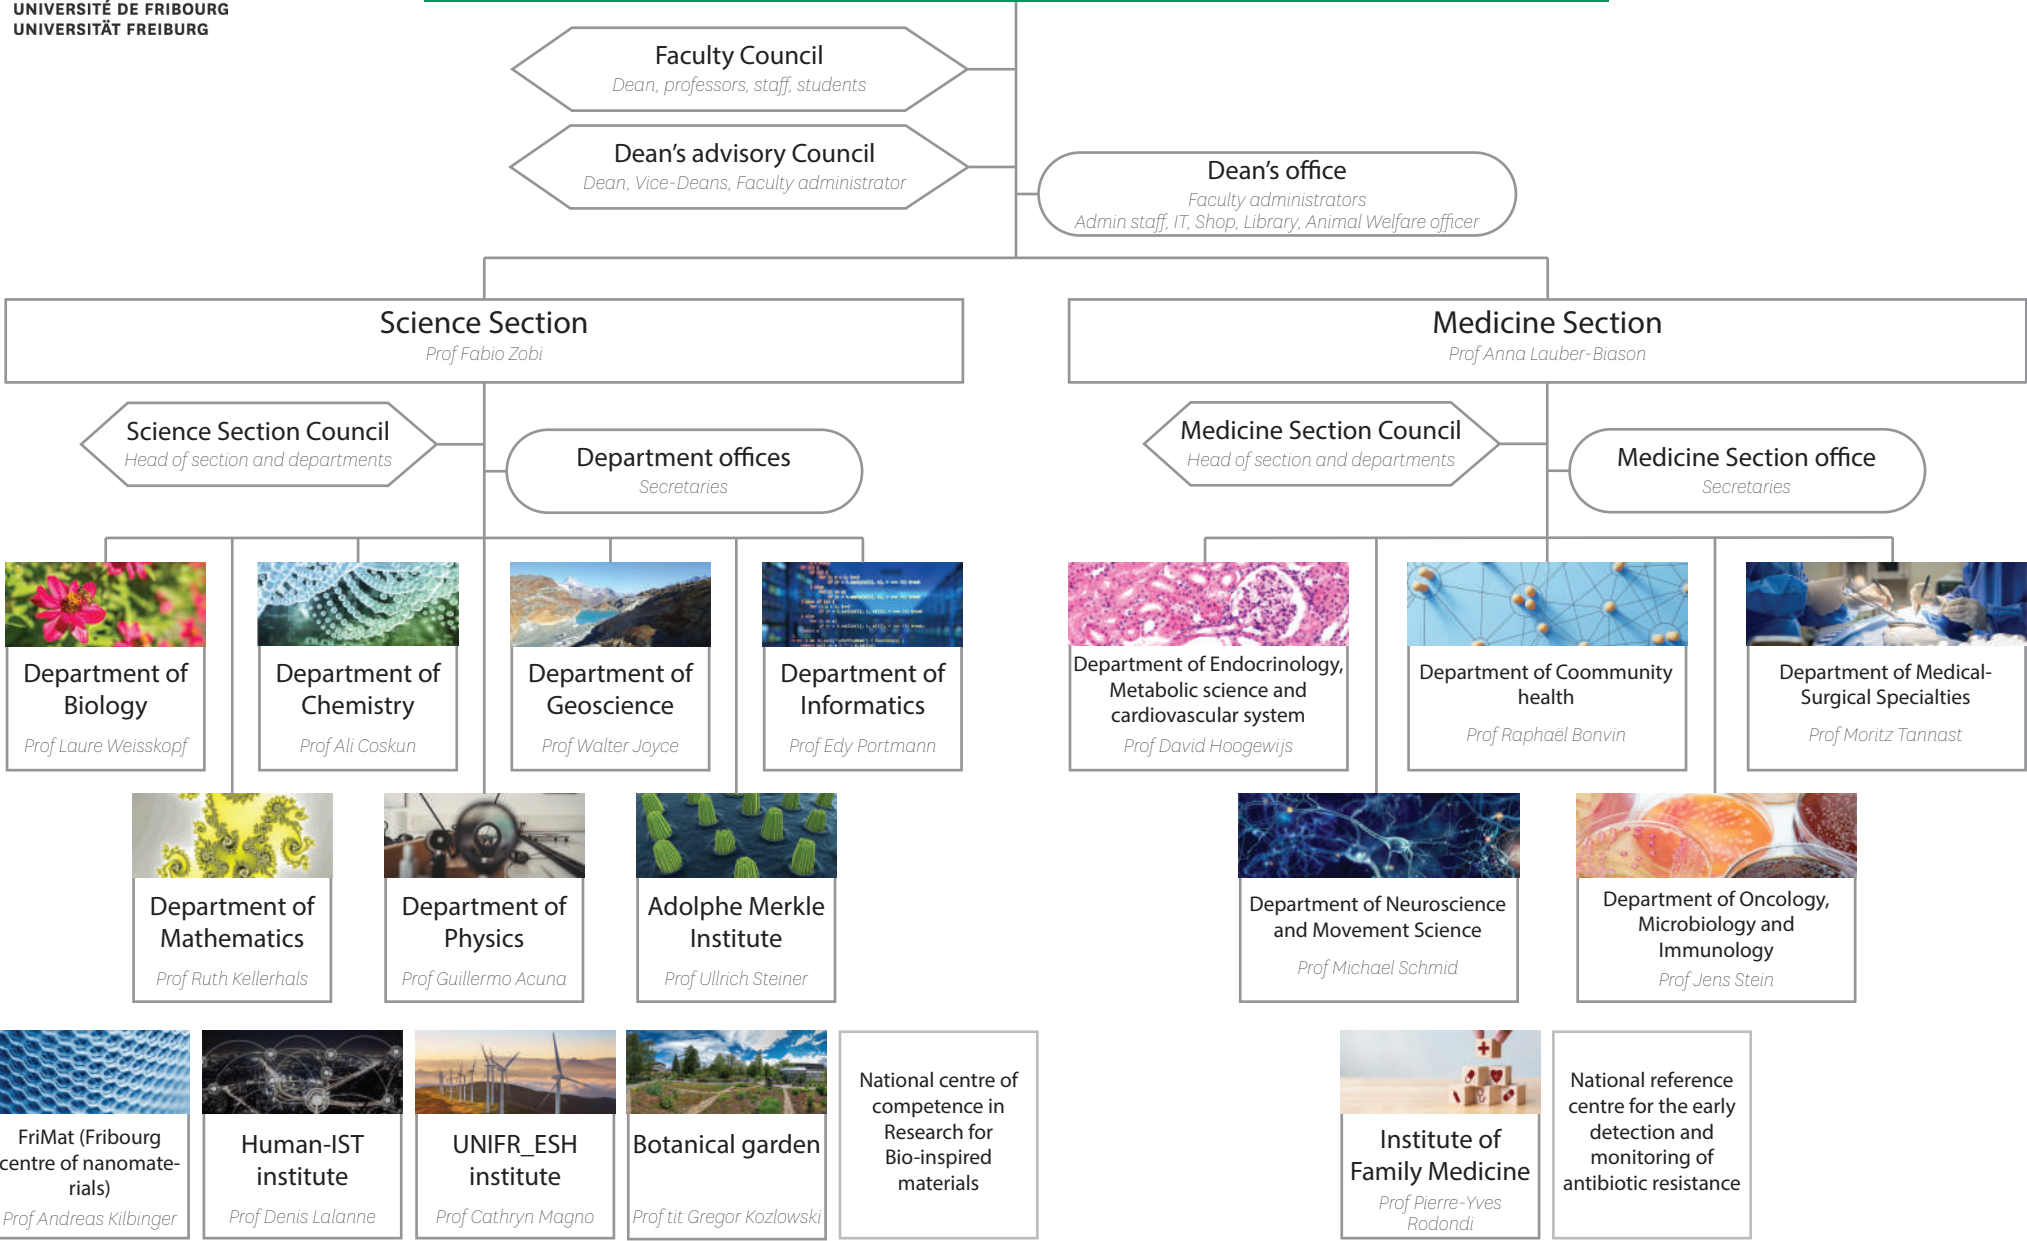 UNIVERSITÉ DE FRIBOURG
UNIVERSITÄT FREIBURG
Faculty Council
Dean, professors, staff, students
Dean’s advisory Council
Dean, Vice-Deans, Faculty administrator
Dean’s office
Faculty administrators
Admin staff, IT, Shop, Library, Animal Welfare officer
Science Section
Prof Fabio Zobi
Medicine Section
Prof Anna Lauber-Biason
Science Section Council
Head of section and departments
Department offices
Secretaries
Medicine Section Council
Head of section and departments
Medicine Section office
Secretaries
Department of
Biology
Prof Laure Weisskopf
Department of
Chemistry
Prof Ali Coskun
Department of
Geoscience
Prof Walter Joyce
Department of
Informatics
Prof Edy Portmann
Department of Endocrinology,
Metabolic science and
cardiovascular system
Prof David Hoogewijs
Department of Coommunity
health
Prof Raphaël Bonvin
Department of Medical-
Surgical Specialties
Prof Moritz Tannast
Department of
Mathematics
Prof Ruth Kellerhals
Department of
Physics
Prof Guillermo Acuna
Adolphe Merkle
Institute
Prof Ullrich Steiner
Department of Neuroscience
and Movement Science
Prof Michael Schmid
Department of Oncology,
Microbiology and
Immunology
Prof Jens Stein
FriMat (Fribourg
centre of nanomate-
rials)
Prof Andreas Kilbinger
Human-IST
institute
Prof Denis Lalanne
UNIFR_ESH
institute
Prof Cathryn Magno
Botanical garden
Prof tit Gregor Kozlowski
National centre of
competence in
Research for
Bio-inspired
materials
Institute of
Family Medicine
Prof Pierre-Yves
Rodondi
National reference
centre for the early
detection and
monitoring of
antibiotic resistance